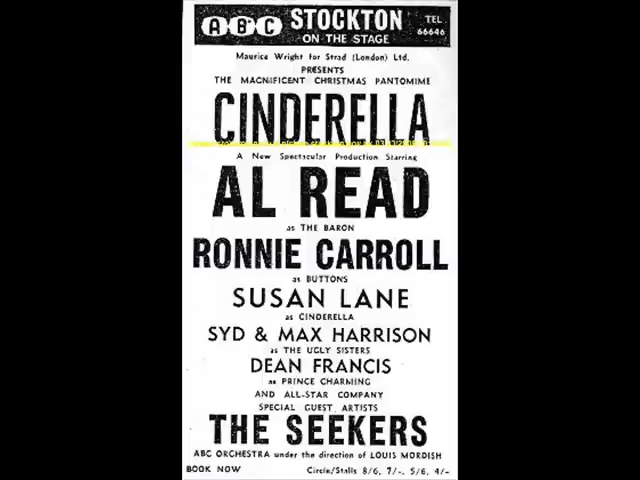 ABC STOCKTON TEL 66646
ON THE STAGE
Maurice Wright for Strad (London) Ltd.
PRESENTS
THE MAGNIFICENT CHRISTMAS PANTOMIME
CINDERELLA
A New Spectacular Production Starring
AL READ
as THE BARON
RONNIE CARROLL
as BUTTONS
SUSAN LANE
as CINDERELLA
SYD & MAX HARRISON
as THE UGLY SISTERS
DEAN FRANCIS
as PRINCE CHARMING
AND ALL-STAR COMPANY
SPECIAL GUEST ARTISTS
THE SEEKERS
ABC ORCHESTRA under the direction of LOUIS MORDISH
BOOK NOW Circle/Stalls 8/6, 7/-, 5/6, 4/-